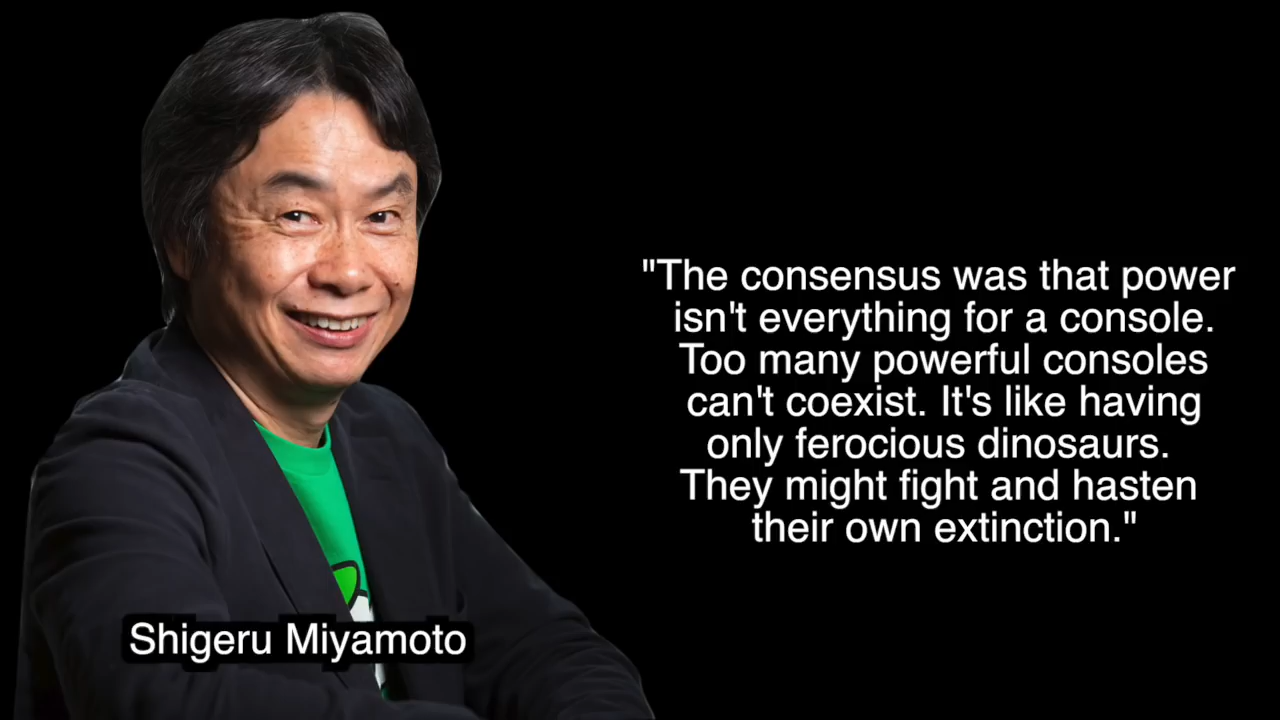 "The consensus was that power
isn't everything for a console.
Too many powerful consoles
can't coexist. It's like having
only ferocious dinosaurs.
They might fight and hasten
their own extinction."
Shigeru Miyamoto